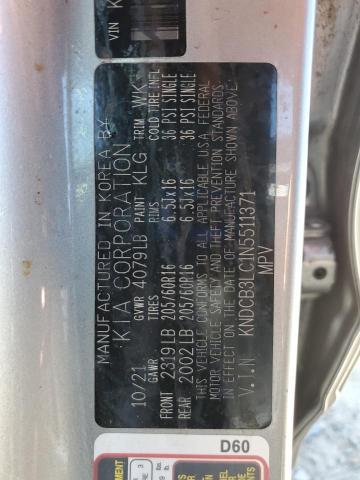 VIN K
MANUFACTURED IN KOREA BY
KIA CORPORATION
10/21 GVWR 4079LB PAINT KLG TRIM WK
TIRES RIMS COLD TIRE INFL
FRONT 2319LB 205/60R16 6.5Jx16 36 PSI SINGLE
REAR 2002LB 205/60R16 6.5Jx16 36 PSI SINGLE
THIS VEHICLE CONFORMS TO ALL APPLICABLE USA FEDERAL
MOTOR VEHICLE SAFETY AND THEFT PREVENTION STANDARDS
IN EFFECT ON THE DATE OF MANUFACTURE SHOWN ABOVE.
V.I.N KNDCB3LC1N5511371
MPV
D60